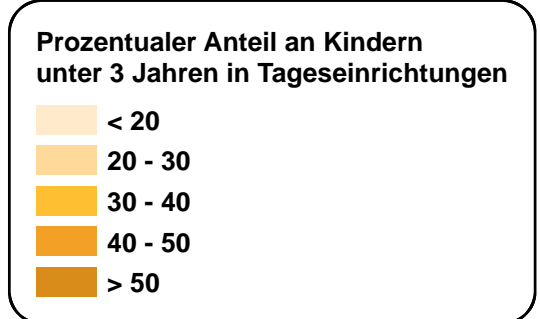 Prozentualer Anteil an Kindern
unter 3 Jahren in Tageseinrichtungen
< 20
20 - 30
30 - 40
40 - 50
> 50